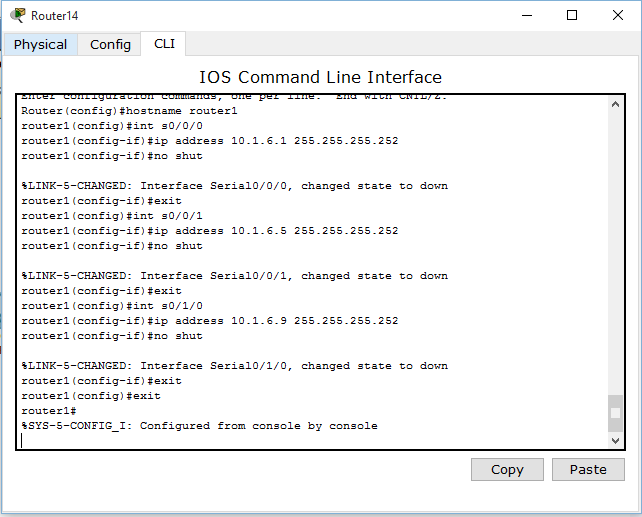 Router14
Physical Config CLI
IOS Command Line Interface
Enter configuration commands, one per line. End with CNTL/Z.
Router(config)#hostname router1
router1(config)#int s0/0/0
router1(config-if)#ip address 10.1.6.1 255.255.255.252
router1(config-if)#no shut
%LINK-5-CHANGED: Interface Serial0/0/0, changed state to down
router1(config-if)#exit
router1(config)#int s0/0/1
router1(config-if)#ip address 10.1.6.5 255.255.255.252
router1(config-if)#no shut
%LINK-5-CHANGED: Interface Serial0/0/1, changed state to down
router1(config-if)#exit
router1(config)#int s0/1/0
router1(config-if)#ip address 10.1.6.9 255.255.255.252
router1(config-if)#no shut
%LINK-5-CHANGED: Interface Serial0/1/0, changed state to down
router1(config-if)#exit
router1(config)#exit
router1#
%SYS-5-CONFIG_I: Configured from console by console
Copy Paste